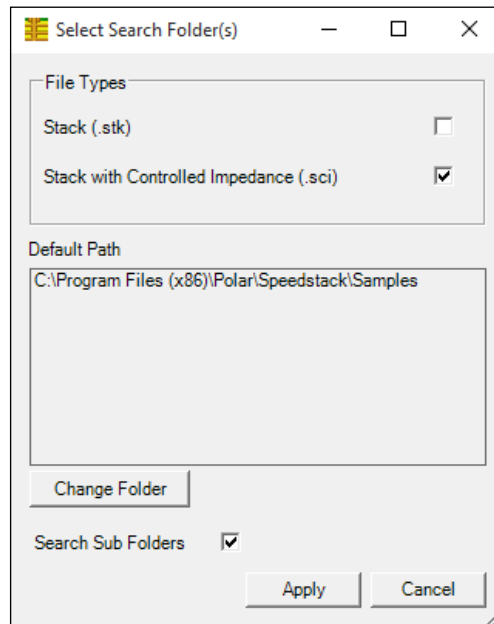 Select Search Folder(s)
File Types
Stack (.stk)
Stack with Controlled Impedance (.sci)
Default Path
C:\Program Files (x86)\Polar\Speedstack\Samples
Change Folder
Search Sub Folders
Apply Cancel